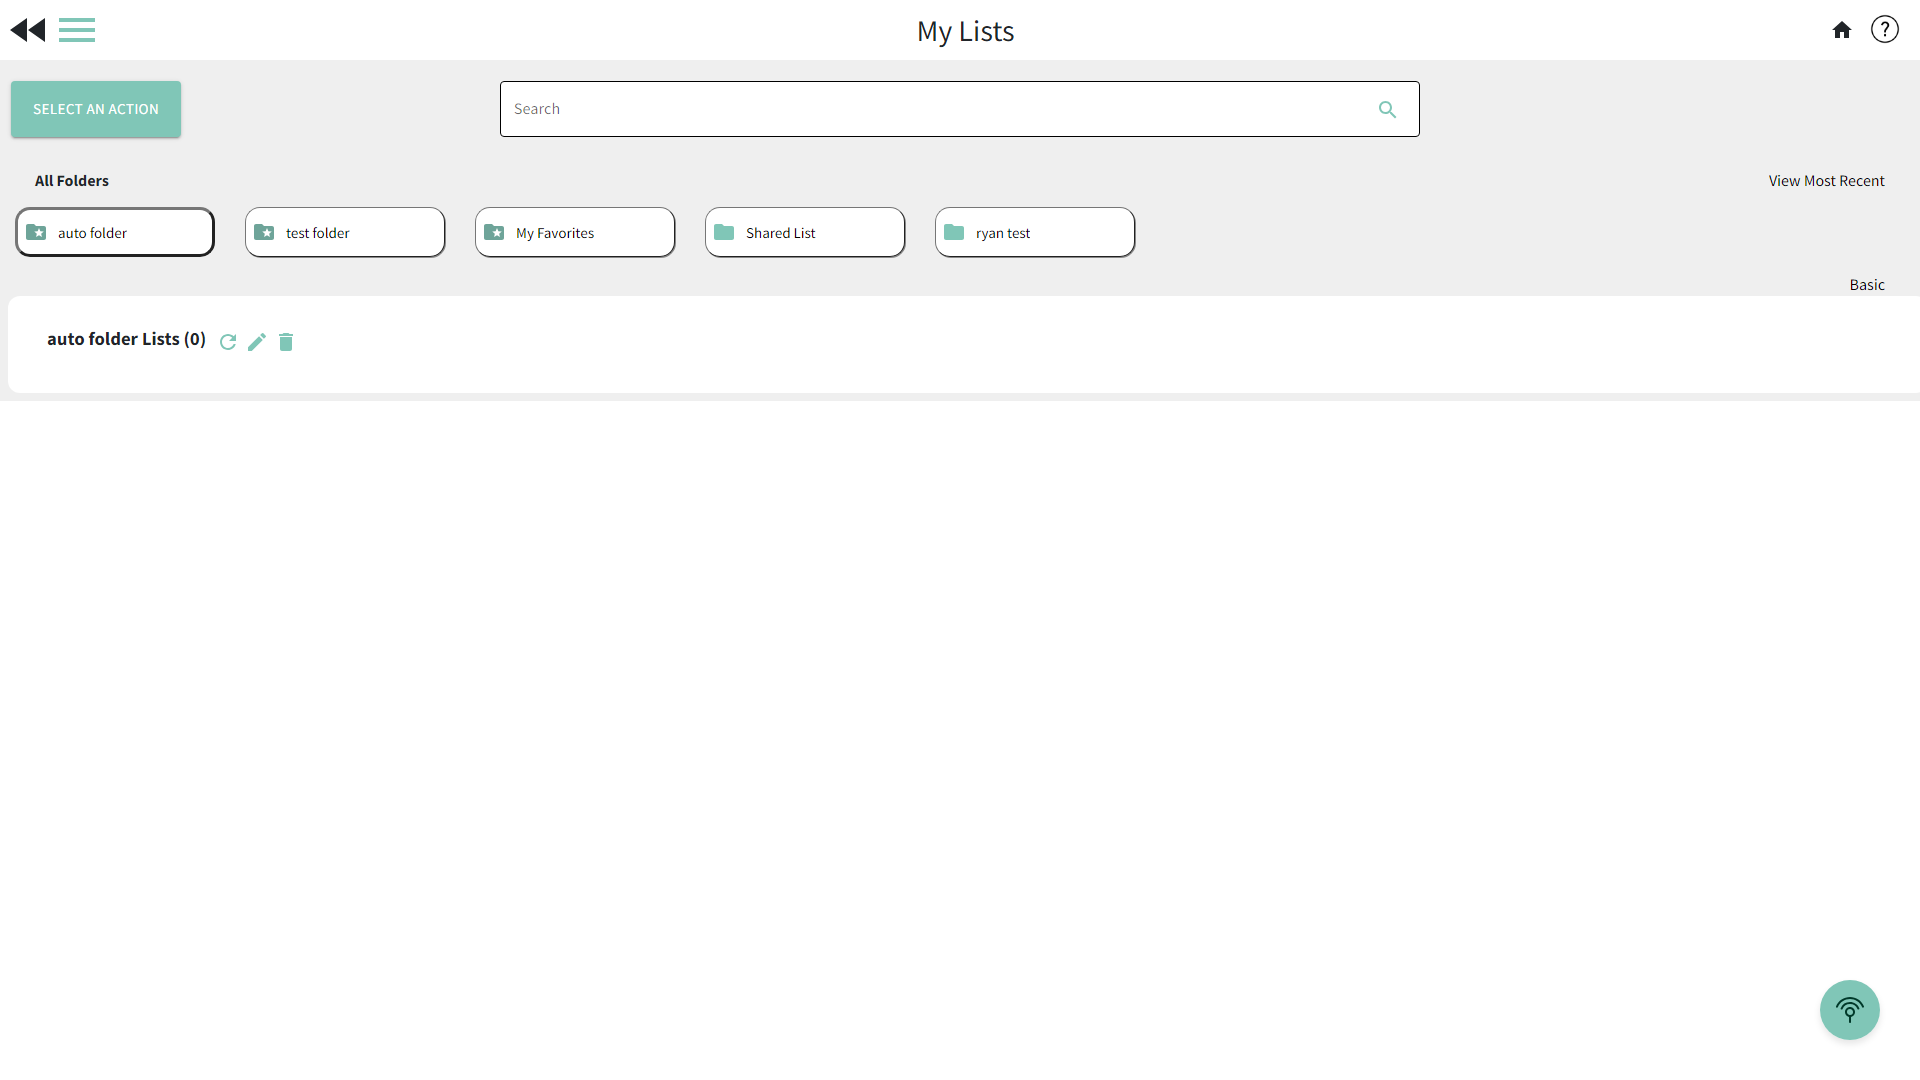 My Lists
?
SELECT AN ACTION
Search
All Folders
View Most Recent
auto folder
test folder
My Favorites
Shared List
ryan test
Basic
auto folder Lists (0)